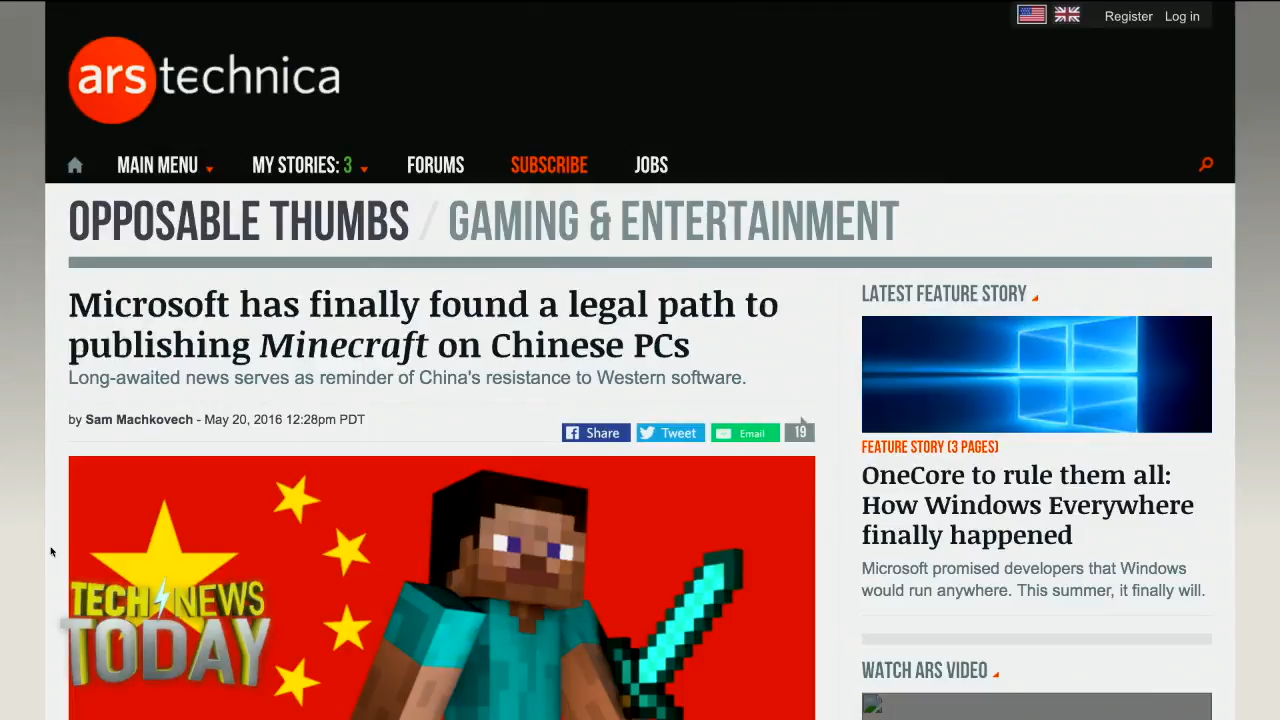 Register Log in
ars technica
MAIN MENU MY STORIES: 3 FORUMS SUBSCRIBE JOBS
OPPOSABLE THUMBS / GAMING & ENTERTAINMENT
Microsoft has finally found a legal path to
publishing Minecraft on Chinese PCs
Long-awaited news serves as reminder of China's resistance to Western software.
by Sam Machkovech - May 20, 2016 12:28pm PDT
Share Tweet Email 19
TECH NEWS
TODAY
LATEST FEATURE STORY
FEATURE STORY (3 PAGES)
OneCore to rule them all:
How Windows Everywhere
finally happened
Microsoft promised developers that Windows
would run anywhere. This summer, it finally will.
WATCH ARS VIDEO